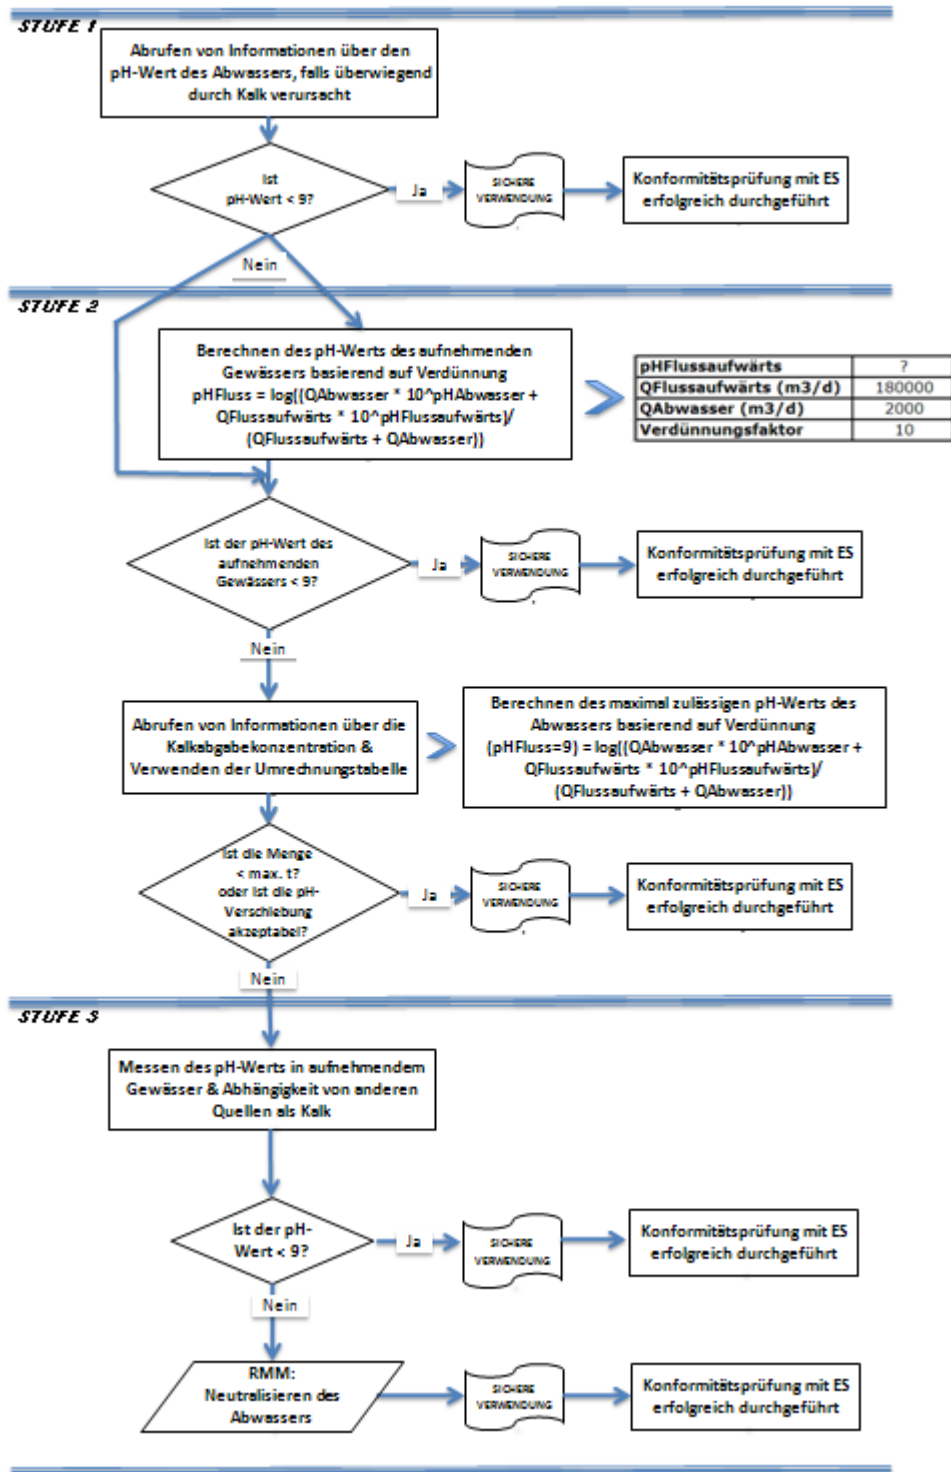 STUFE 1
Abrufen von Informationen über den
pH-Wert des Abwassers, falls überwiegend
durch Kalk verursacht
Ist
pH-Wert < 9?
Ja
SICHERE
VERWENDUNG
Konformitätsprüfung mit ES
erfolgreich durchgeführt
Nein
STUFE 2
Berechnen des pH-Werts des aufnehmenden
Gewässers basierend auf Verdünnung
pHFluss = log((QAbwasser * 10^pHAbwasser +
QFlussaufwärts * 10^pHFlussaufwärts)/
(QFlussaufwärts + QAbwasser))
pHFlussaufwärts ?
QFlussaufwärts (m3/d) 180000
QAbwasser (m3/d) 2000
Verdünnungsfaktor 10
Ist der pH-Wert des
aufnehmenden
Gewässers < 9?
Ja
SICHERE
VERWENDUNG
Konformitätsprüfung mit ES
erfolgreich durchgeführt
Nein
Abrufen von Informationen über die
Kalkabgabekonzentration &
Verwenden der Umrechnungstabelle
Berechnen des maximal zulässigen pH-Werts des
Abwassers basierend auf Verdünnung
(pHFluss=9) = log((QAbwasser * 10^pHAbwasser +
QFlussaufwärts * 10^pHFlussaufwärts)/
(QFlussaufwärts + QAbwasser))
Ist die Menge
< max. t?
oder ist die pH-
Verschiebung
akzeptabel?
Ja
SICHERE
VERWENDUNG
Konformitätsprüfung mit ES
erfolgreich durchgeführt
Nein
STUFE 3
Messen des pH-Werts in aufnehmendem
Gewässer & Abhängigkeit von anderen
Quellen als Kalk
Ist der pH-
Wert < 9?
Ja
SICHERE
VERWENDUNG
Konformitätsprüfung mit ES
erfolgreich durchgeführt
Nein
RMM:
Neutralisieren des
Abwassers
SICHERE
VERWENDUNG
Konformitätsprüfung mit ES
erfolgreich durchgeführt